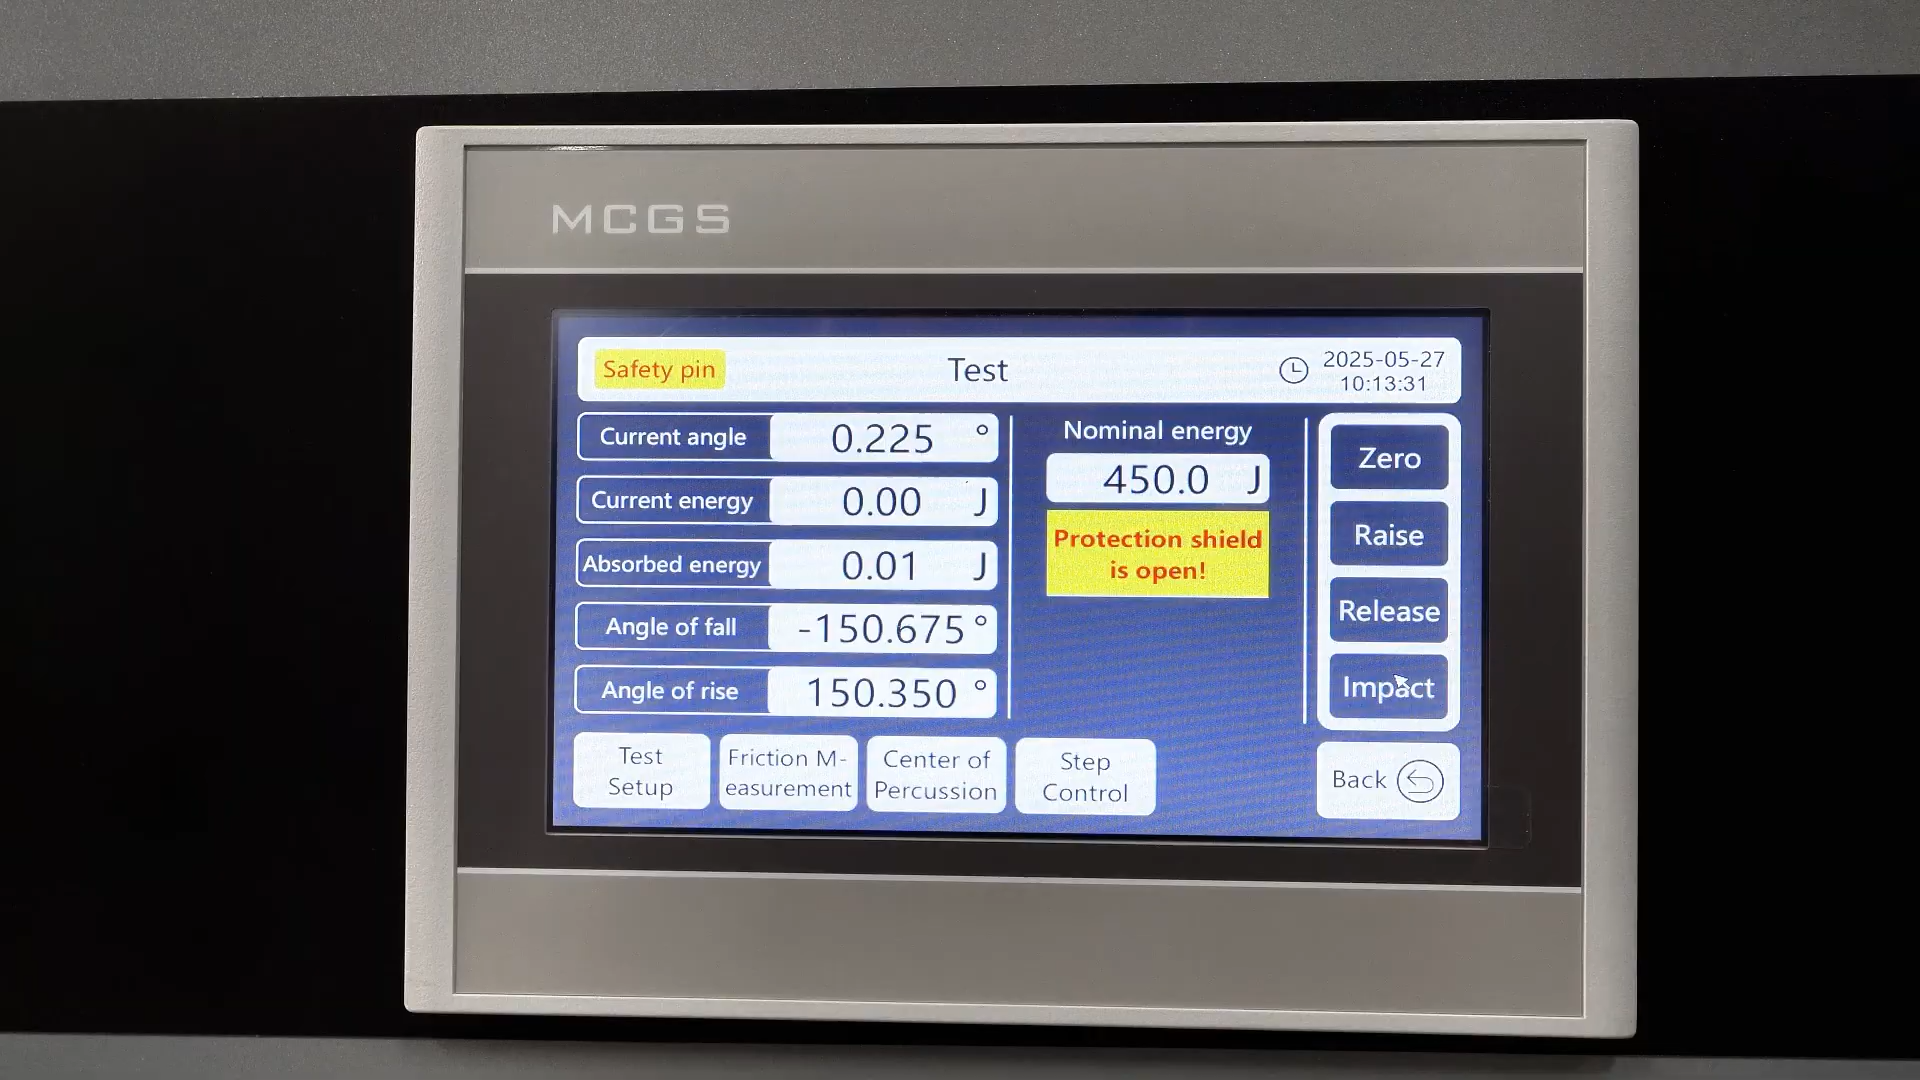 MCGS
Safety pin
Test
2025-05-27
10:13:31
Current angle 0.225 °
Current energy 0.00 J
Absorbed energy 0.01 J
Angle of fall -150.675 °
Angle of rise 150.350 °
Nominal energy
450.0 J
Protection shield
is open!
Zero
Raise
Release
Impact
Test
Setup
Friction M-
easurement
Center of
Percussion
Step
Control
Back